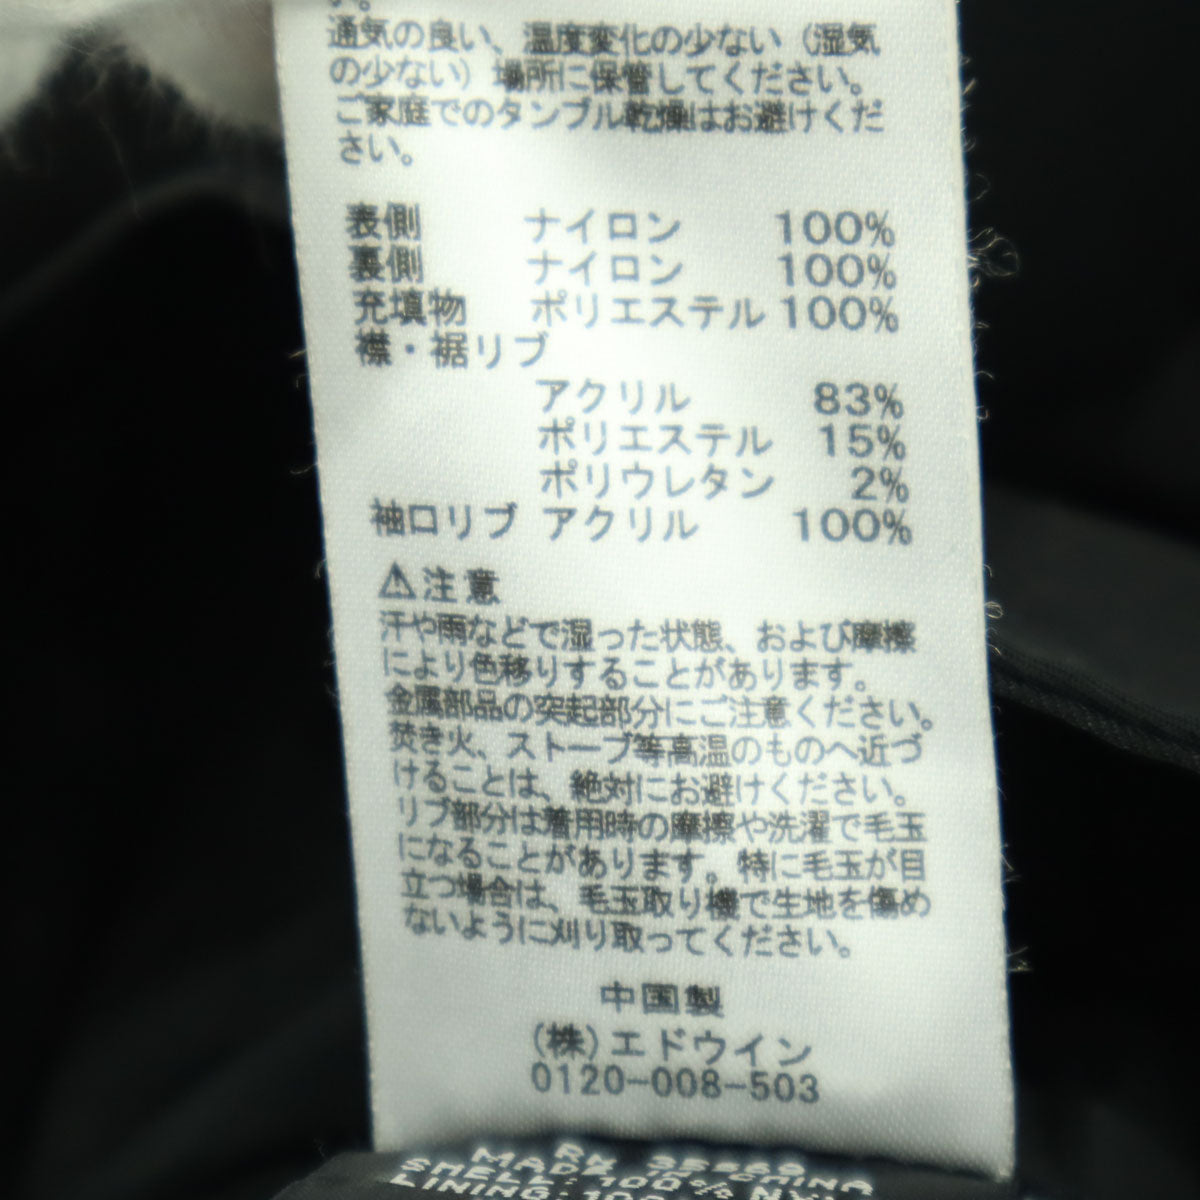 い。
通気の良い、温度変化の少ない（湿気
の少ない）場所に保管してください。
ご家庭でのタンブル乾燥はお避けくだ
さい。
表側 ナイロン 100%
裏側 ナイロン 100%
充填物 ポリエステル 100%
襟・裾リブ
アクリル 83%
ポリエステル 15%
ポリウレタン 2%
袖口リブ アクリル 100%
⚠注意
汗や雨などで湿った状態、および摩擦
により色移りすることがあります。
金属部品の突起部分にご注意ください。
焚き火、ストーブ等高温のものへ近づ
けることは、絶対にお避けください。
リブ部分は着用時の摩擦や洗濯で毛玉
になることがあります。特に毛玉が目
立つ場合は、毛玉取り機で生地を傷め
ないように刈り取ってください。
中国製
(株)エドウイン
0120-008-503
RN
MADE IN CHINA
SHELL:100% NY
LINING:100